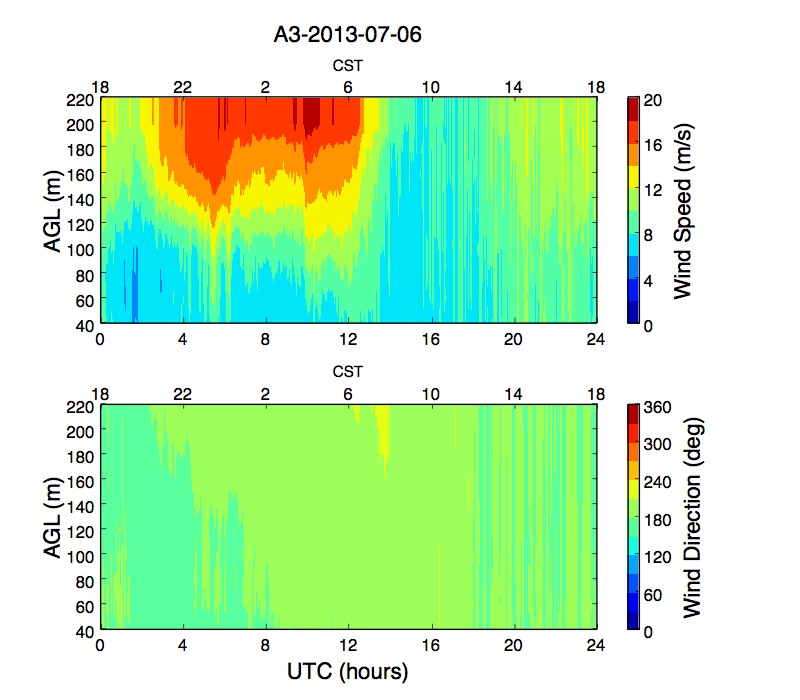 A3-2013-07-06
CST
18 22 2 6 10 14 18
220
200
180
160
140
120
100
80
60
40
AGL (m)
0 4 8 12 16 20 24
20
16
12
8
4
0
Wind Speed (m/s)
CST
18 22 2 6 10 14 18
220
200
180
160
140
120
100
80
60
40
AGL (m)
0 4 8 12 16 20 24
UTC (hours)
360
300
240
180
120
60
0
Wind Direction (deg)